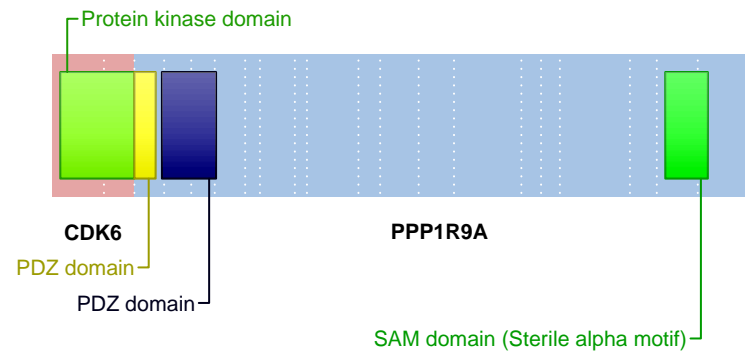 Protein kinase domain
CDK6
PPP1R9A
PDZ domain
PDZ domain
SAM domain (Sterile alpha motif)